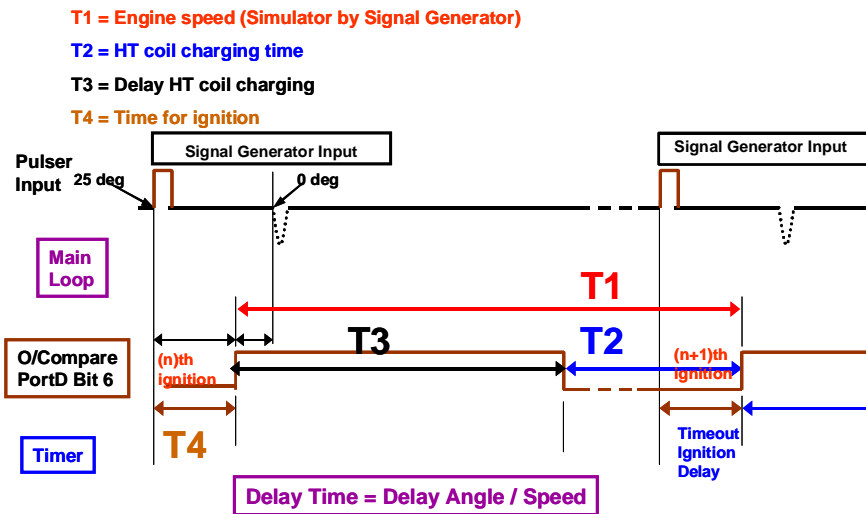 T1 = Engine speed (Simulator by Signal Generator)
T2 = HT coil charging time
T3 = Delay HT coil charging
T4 = Time for ignition
Signal Generator Input
Signal Generator Input
Pulser
Input
25 deg
0 deg
Main
Loop
T1
T3
T2
O/Compare
PortD Bit 6
(n)th
ignition
(n+1)th
ignition
T4
Timer
Timeout
Ignition
Delay
Delay Time = Delay Angle / Speed